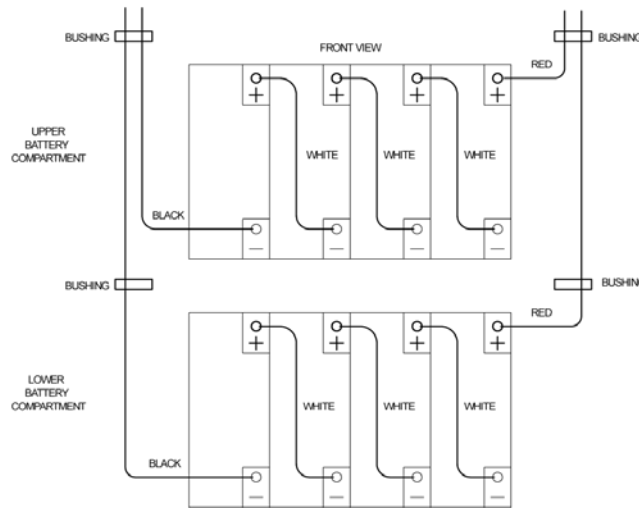 BUSHING
BUSHING
FRONT VIEW
RED
+
+
+
+
UPPER
BATTERY
COMPARTMENT
WHITE
WHITE
WHITE
BLACK
—
—
—
—
BUSHING
BUSHING
RED
+
+
+
+
LOWER
BATTERY
COMPARTMENT
WHITE
WHITE
WHITE
BLACK
—
—
—
—